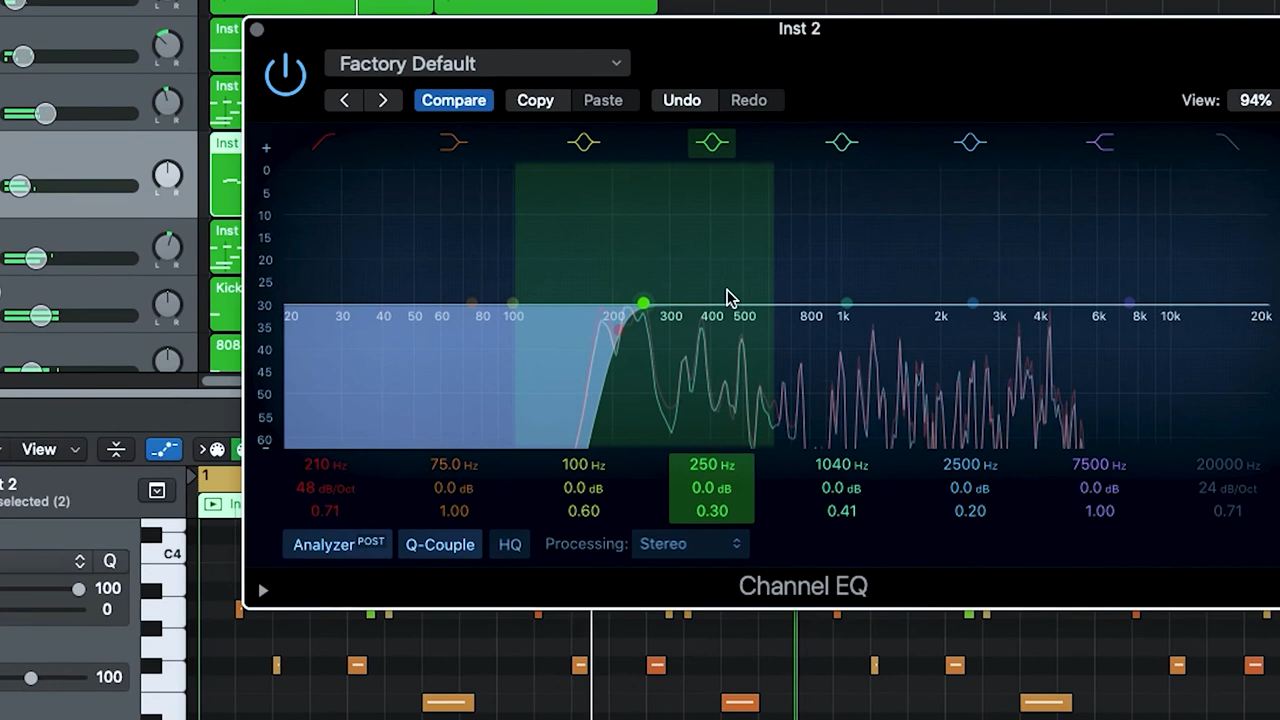 L R
Inst
L R
Inst
L R
Inst
L R
Inst
L R
Kick
L R
808
Inst 2
Factory Default
Compare Copy Paste Undo Redo
View: 94%
+
0
5
10
15
20
25
30
35
40
45
50
55
60
20 30 40 50 60 80 100 200 300 400 500 800 1k 2k 3k 4k 6k 8k 10k 20k
210 Hz 75.0 Hz 100 Hz 250 Hz 1040 Hz 2500 Hz 7500 Hz 20000 Hz
48 dB/Oct 0.0 dB 0.0 dB 0.0 dB 0.0 dB 0.0 dB 0.0 dB 24 dB/Oct
0.71 1.00 0.60 0.30 0.41 0.20 1.00 0.71
Analyzer POST Q-Couple HQ Processing: Stereo
Channel EQ
View
1
t 2
selected (2)
In
C4
Q
100
0
100